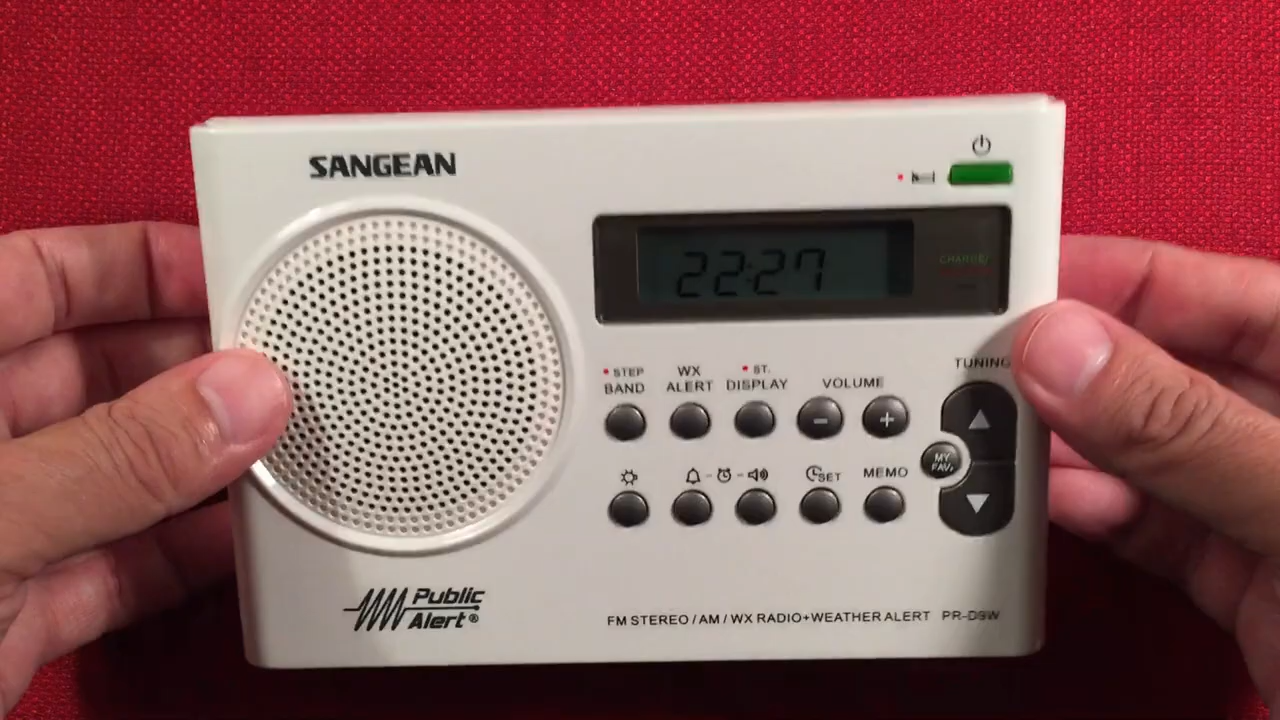 SANGEAN
22:27
CHARGE/
STEP
BAND
WX
ALERT
ST.
DISPLAY
VOLUME
- +
TUNING
MY
FAV.
SET
MEMO
Public
Alert®
FM STEREO / AM / WX RADIO+WEATHER ALERT PR-D9W